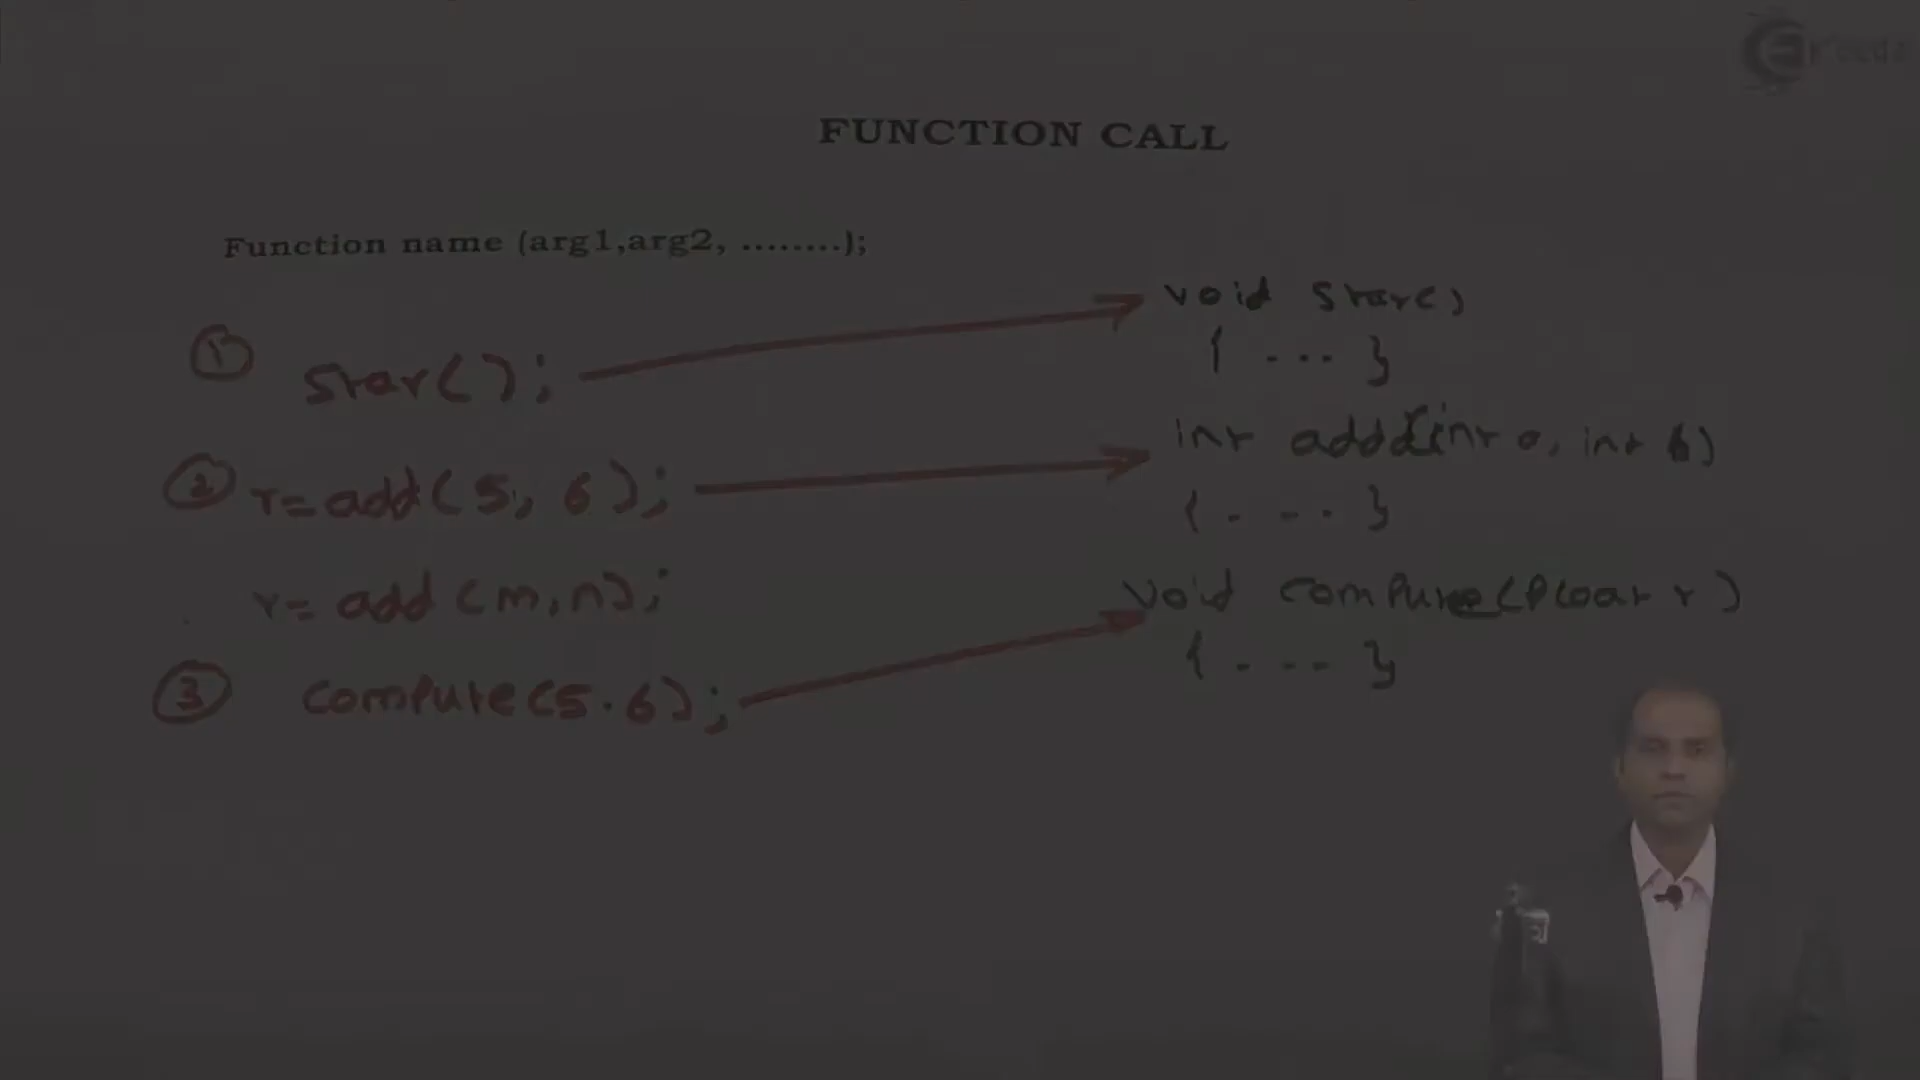 FUNCTION CALL
Function name (arg1,arg2, ........);
void star()
① star();
{ --- }
int add(int a, int b)
② r=add(5, 6);
{ - -- }
r= add(m,n);
void compute(float r)
③ compute(5.6);
{ - -- }